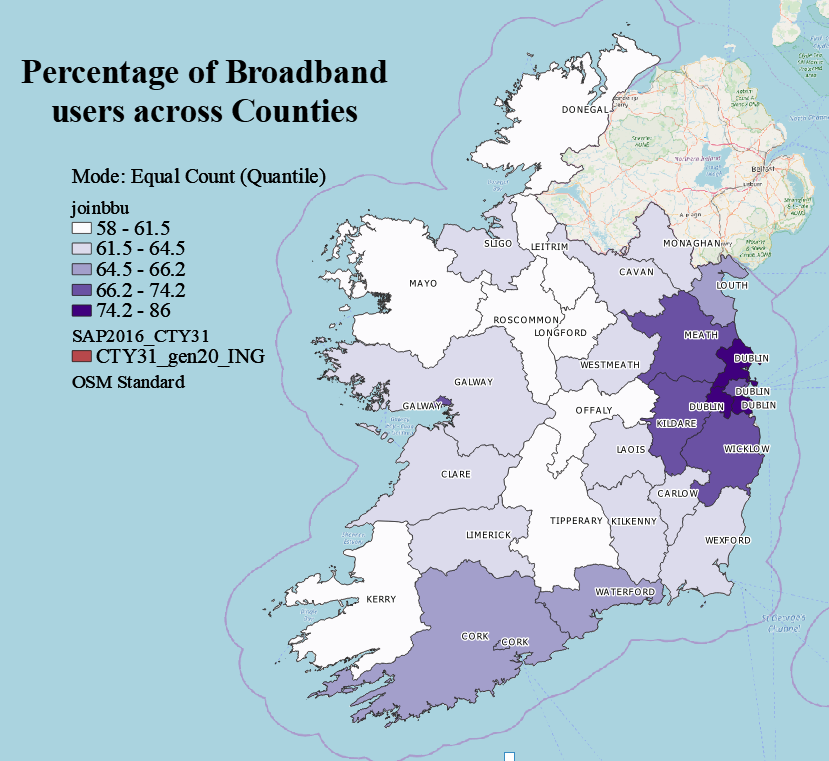 Percentage of Broadband
users across Counties
Mode: Equal Count (Quantile)
joinbbu
58 - 61.5
61.5 - 64.5
64.5 - 66.2
66.2 - 74.2
74.2 - 86
SAP2016_CTY31
CTY31_gen20_ING
OSM Standard
DONEGAL
Northern Ireland
Belfast
Lisburn
MONAGHAN
SLIGO
LEITRIM
CAVAN
MAYO
LOUTH
ROSCOMMON
LONGFORD
MEATH
DUBLIN
WESTMEATH
GALWAY
DUBLIN
GALWAY
OFFALY
DUBLIN
DUBLIN
KILDARE
LAOIS
WICKLOW
CLARE
CARLOW
TIPPERARY
KILKENNY
LIMERICK
WEXFORD
KERRY
WATERFORD
CORK
CORK